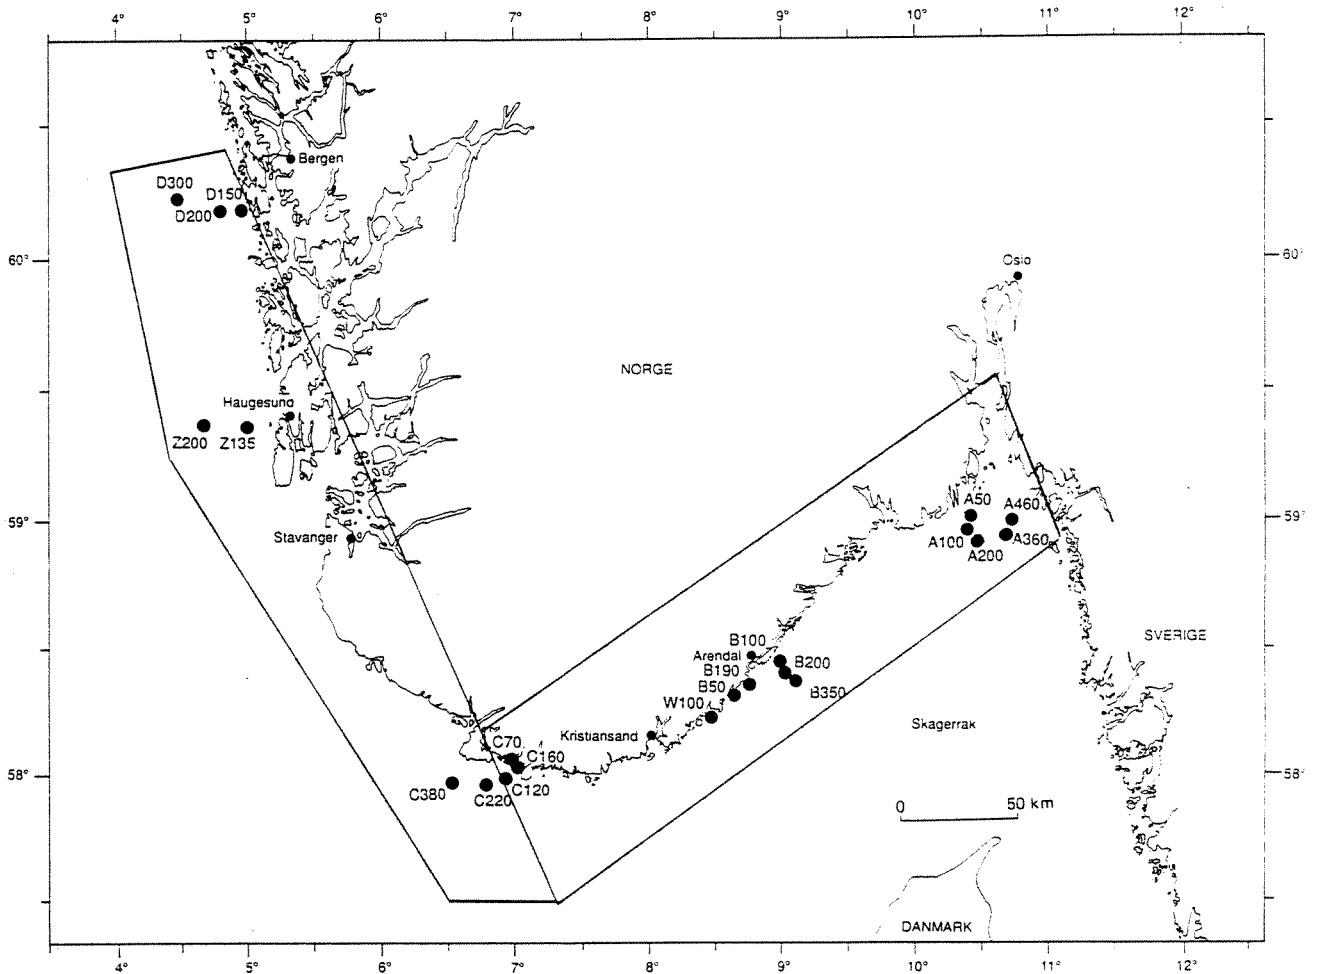 4° 5° 6° 7° 8° 9° 10° 11° 12°
Bergen
D300
D150
D200
60°
60°
Oslo
NORGE
Haugesund
Z200 Z135
A50
A460
59°
59°
Stavanger
A100
A360
A200
SVERIGE
B100
Arendal
B200
B190
B50
B350
W100
Skagerrak
Kristiansand
C70
C160
58°
58°
C120
C380
C220
0 50 km
DANMARK
4° 5° 6° 7° 8° 9° 10° 11° 12°